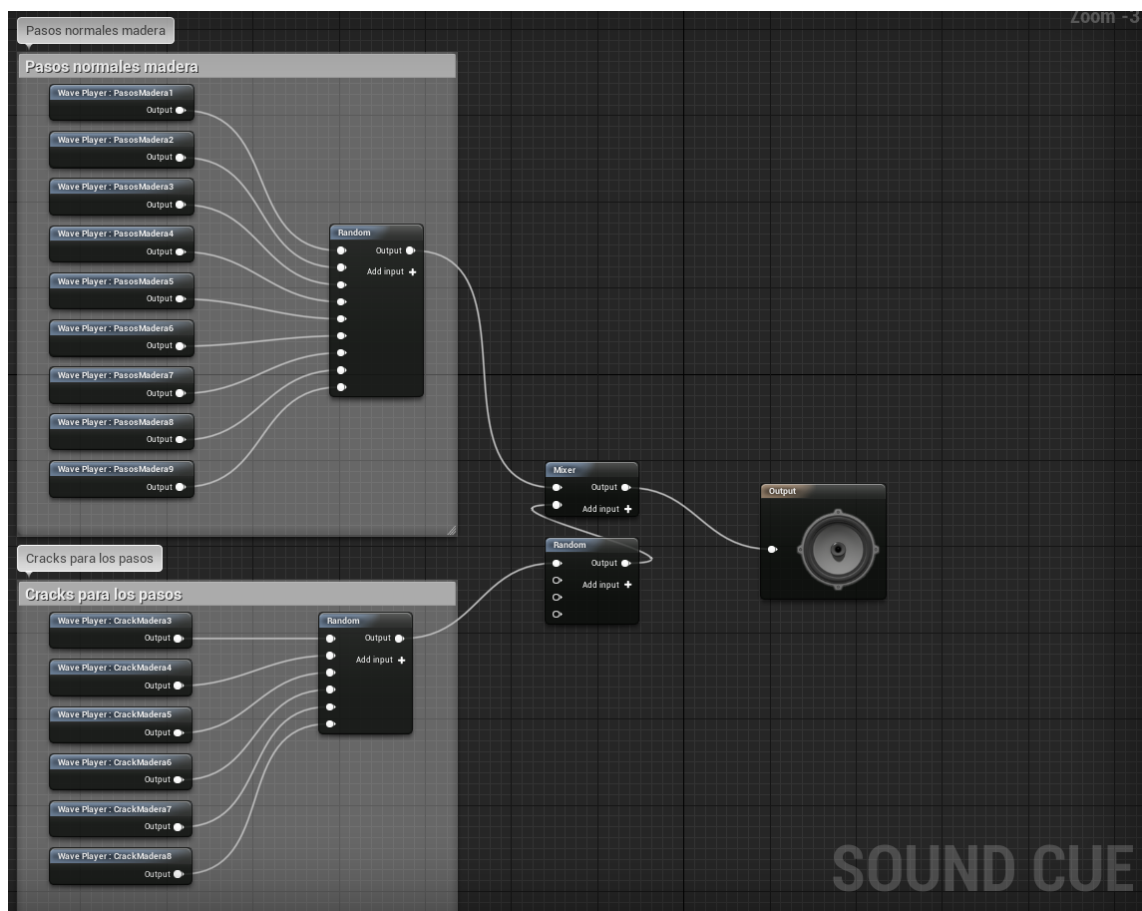 Zoom -3
Pasos normales madera
Pasos normales madera
Wave Player : PasosMadera1
Output
Wave Player : PasosMadera2
Output
Wave Player : PasosMadera3
Output
Wave Player : PasosMadera4
Output
Wave Player : PasosMadera5
Output
Wave Player : PasosMadera6
Output
Wave Player : PasosMadera7
Output
Wave Player : PasosMadera8
Output
Wave Player : PasosMadera9
Output
Random
Output
Add input
Mixer
Output
Add input
Random
Output
Add input
Output
Cracks para los pasos
Cracks para los pasos
Wave Player : CrackMadera3
Output
Wave Player : CrackMadera4
Output
Wave Player : CrackMadera5
Output
Wave Player : CrackMadera6
Output
Wave Player : CrackMadera7
Output
Wave Player : CrackMadera8
Output
Random
Output
Add input
SOUND CUE